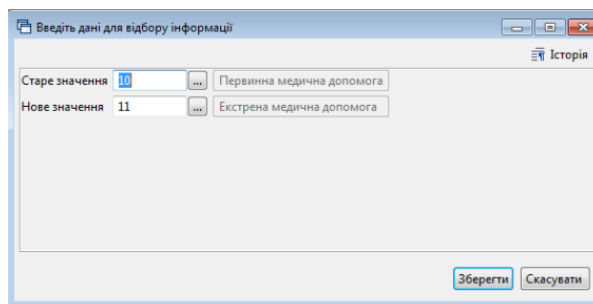 Введіть дані для відбору інформації
Історія
Старе значення 10 ... Первинна медична допомога
Нове значення 11 ... Екстрена медична допомога
Зберегти Скасувати